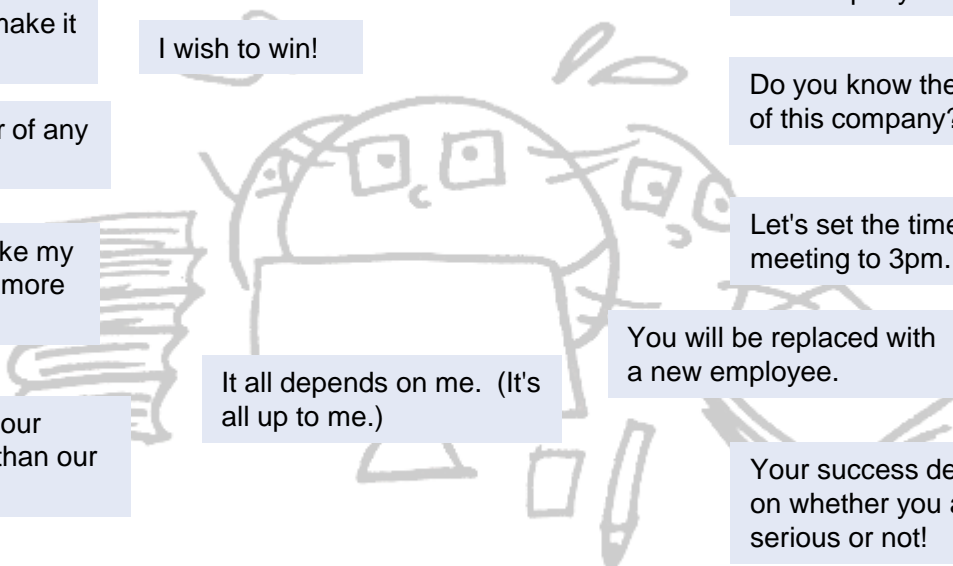 make it
I wish to win!
Do you know the
of this company?
of any
Let's set the time
meeting to 3pm.
my
more
You will be replaced with
a new employee.
It all depends on me. (It's
all up to me.)
our
than our
Your success
on whether you
serious or not!